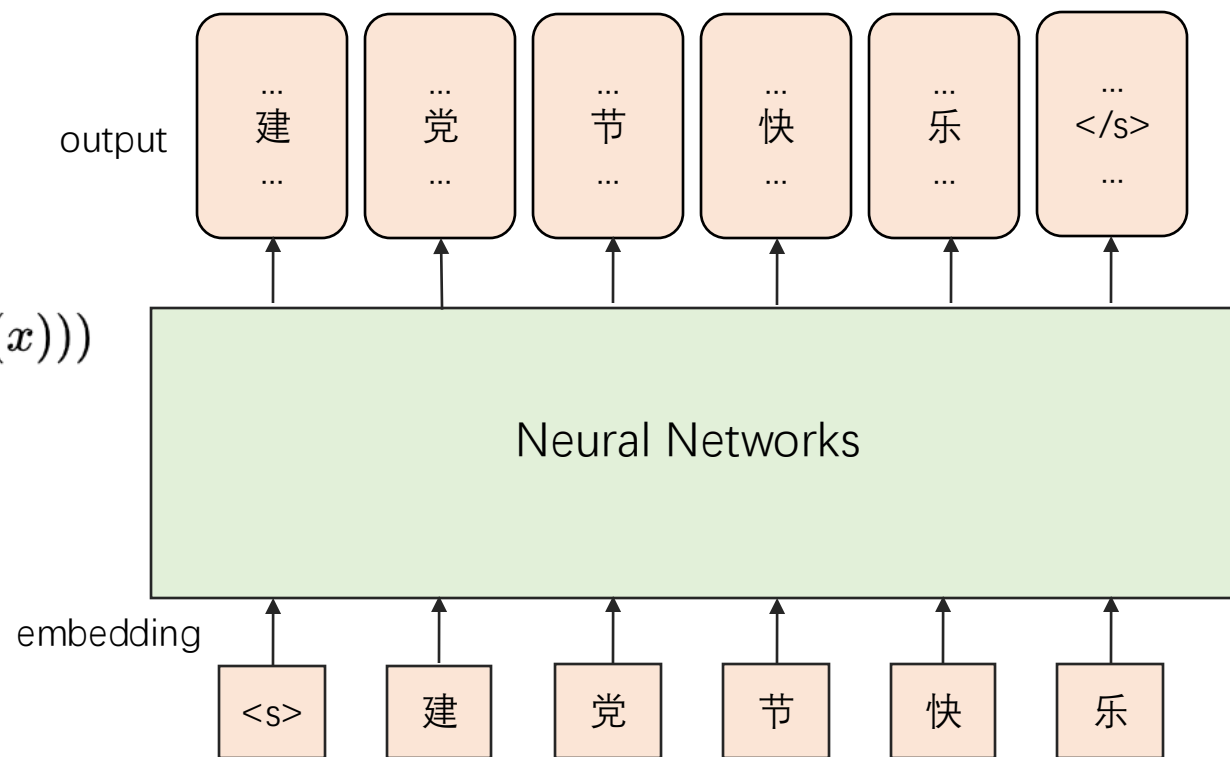 ... ... ... ... ... ...
output 建 党 节 快 乐 </s>
... ... ... ... ... ...
x)))
Neural Networks
embedding
<s> 建 党 节 快 乐